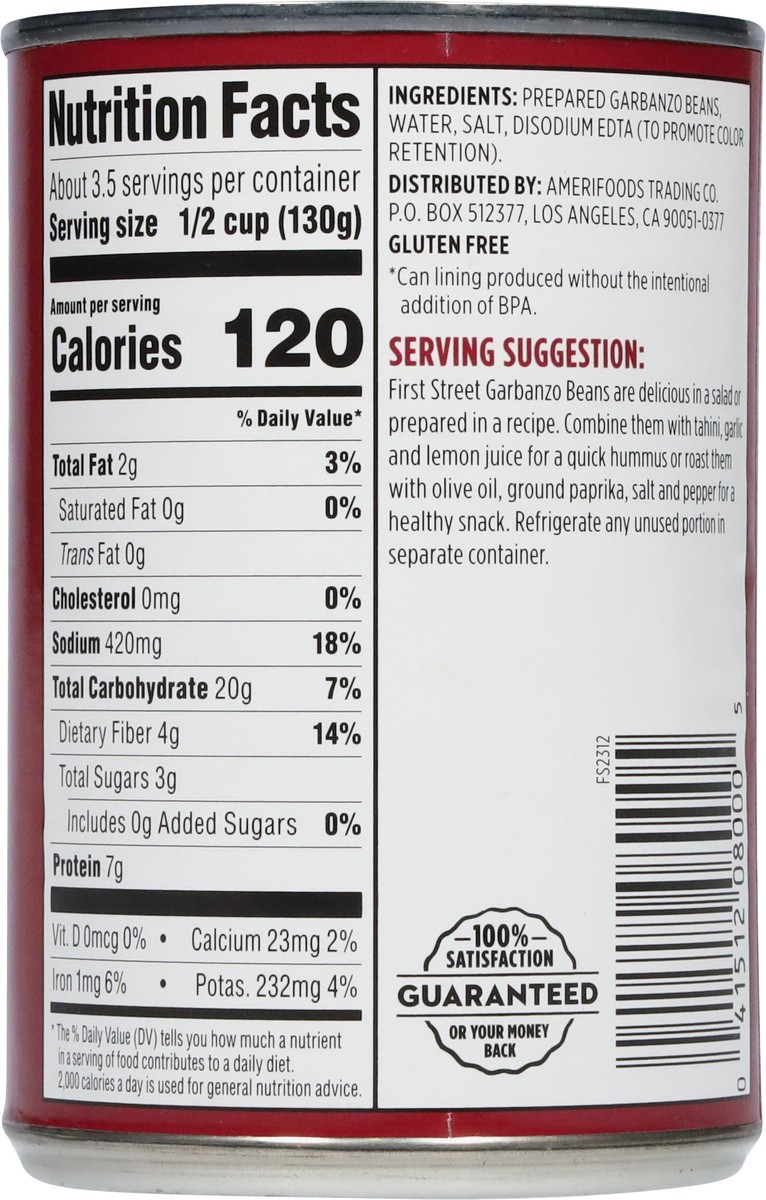 Nutrition Facts
About 3.5 servings per container
Serving size 1/2 cup (130g)
Amount per serving
Calories 120
% Daily Value*
Total Fat 2g 3%
Saturated Fat 0g 0%
Trans Fat 0g
Cholesterol 0mg 0%
Sodium 420mg 18%
Total Carbohydrate 20g 7%
Dietary Fiber 4g 14%
Total Sugars 3g
Includes 0g Added Sugars 0%
Protein 7g
Vit. D 0mcg 0% • Calcium 23mg 2%
Iron 1mg 6% • Potas. 232mg 4%
*The % Daily Value (DV) tells you how much a nutrient
in a serving of food contributes to a daily diet.
2,000 calories a day is used for general nutrition advice.
INGREDIENTS: PREPARED GARBANZO BEANS,
WATER, SALT, DISODIUM EDTA (TO PROMOTE COLOR
RETENTION).
DISTRIBUTED BY: AMERIFOODS TRADING CO.
P.O. BOX 512377, LOS ANGELES, CA 90051-0377
GLUTEN FREE
*Can lining produced without the intentional
addition of BPA.
SERVING SUGGESTION:
First Street Garbanzo Beans are delicious in a salad or
prepared in a recipe. Combine them with tahini, garlic
and lemon juice for a quick hummus or roast them
with olive oil, ground paprika, salt and pepper for a
healthy snack. Refrigerate any unused portion in
separate container.
FS2312
0 41512 08000 5
100%
SATISFACTION
GUARANTEED
OR YOUR MONEY
BACK